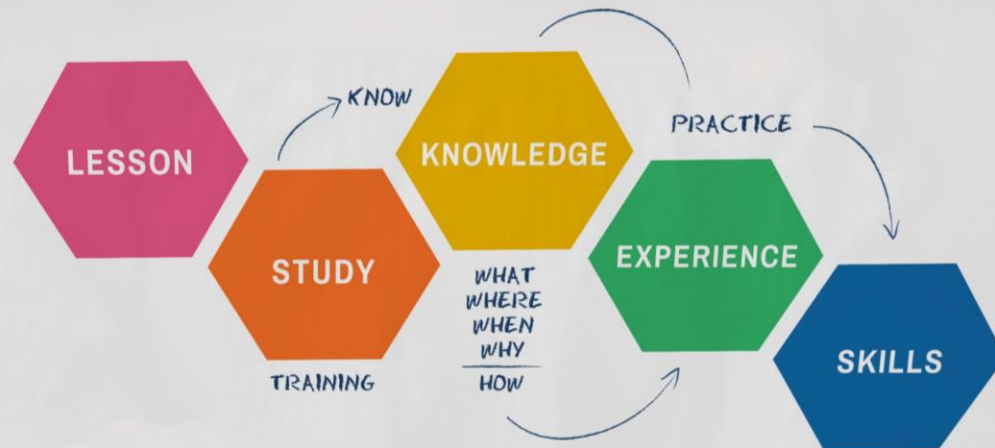 LESSON
STUDY
TRAINING
KNOW
KNOWLEDGE
WHAT
WHERE
WHEN
WHY
HOW
PRACTICE
EXPERIENCE
SKILLS